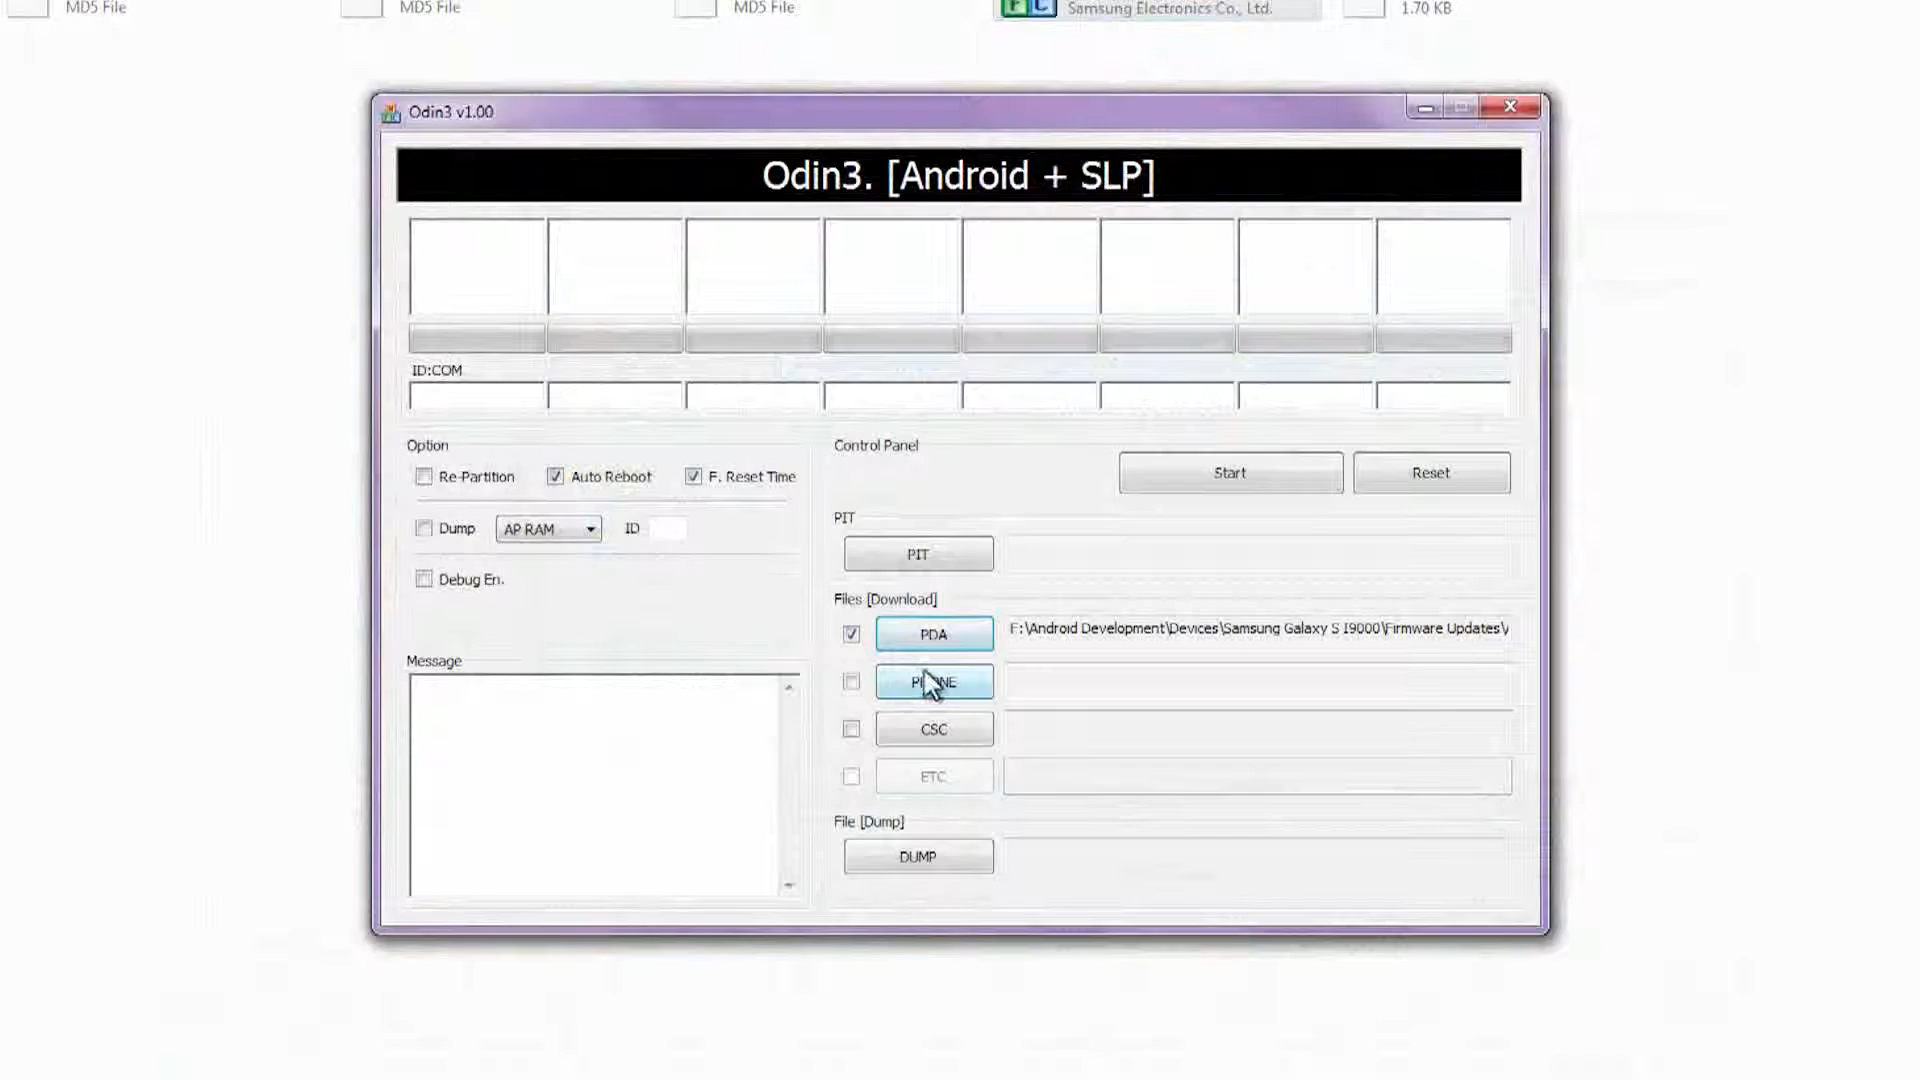 MD5 File
MD5 File
MD5 File
Samsung Electronics Co., Ltd.
1.70 KB
Odin3 v1.00
Odin3. [Android + SLP]
ID:COM
Option
Re-Partition
Auto Reboot
F. Reset Time
Dump
AP RAM
ID
Debug En.
Message
Control Panel
Start
Reset
PIT
PIT
Files [Download]
PDA
F:\Android Development\Devices\Samsung Galaxy S I9000\Firmware Updates\
CSC
ETC
File [Dump]
DUMP